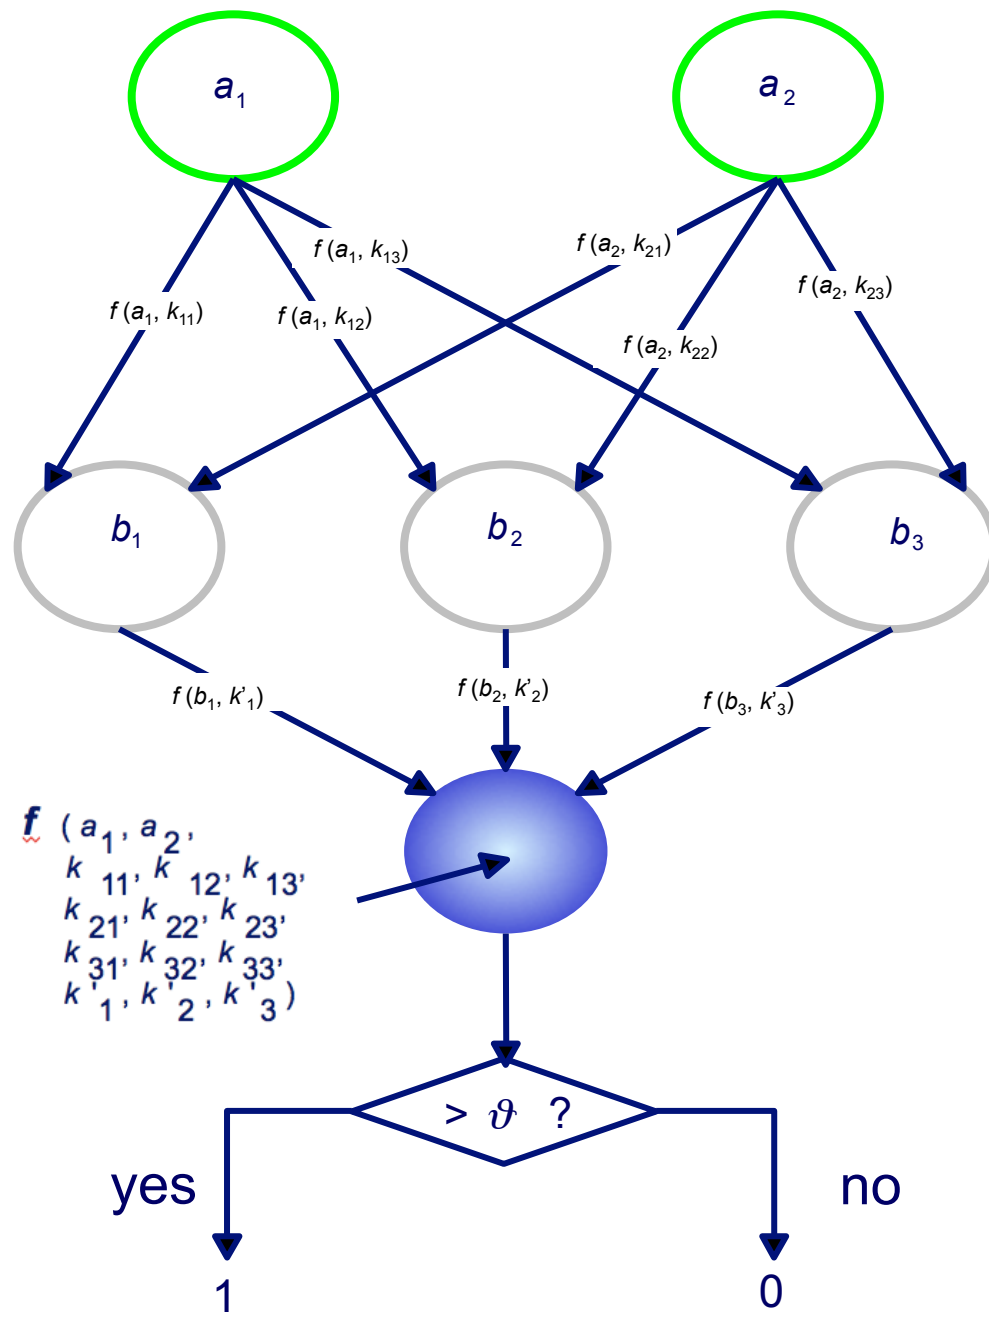 a1
a2
f (a1, k13)
f (a2, k21)
f (a2, k23)
f (a1, k11)
f (a1, k12)
f (a2, k22)
b1
b2
b3
f (b1, k’1)
f (b2, k’2)
f (b3, k’3)
f ( a 1 , a 2 ,
k 11 , k 12 , k 13 ,
k 21 , k 22 , k 23 ,
k 31 , k 32 , k 33 ,
k ' 1 , k ' 2 , k ' 3 )
> ϑ ?
yes
no
1
0